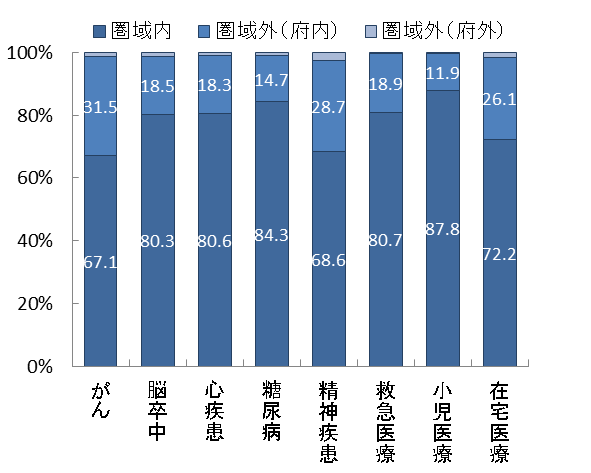 圏域内 圏域外（府内） 圏域外（府外）
100%
80%
60%
40%
20%
0%
31.5 18.5 18.3 14.7 28.7 18.9 11.9 26.1
67.1 80.3 80.6 84.3 68.6 80.7 87.8 72.2
がん
脳卒中
心疾患
糖尿病
精神疾患
救急医療
小児医療
在宅医療